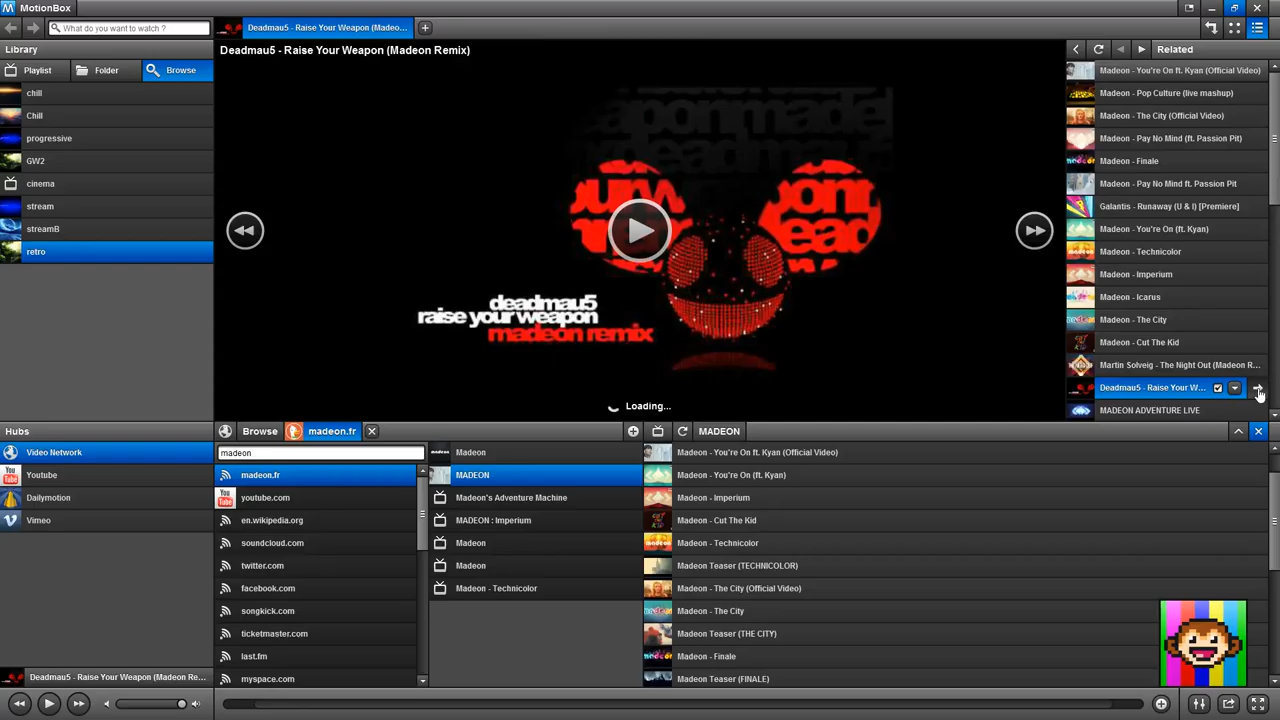 MotionBox
What do you want to watch ?
Deadmau5 - Raise Your Weapon (Madeo...
Library
Playlist
Folder
Browse
chill
Chill
progressive
GW2
cinema
stream
streamB
retro
Deadmau5 - Raise Your Weapon (Madeon Remix)
deadmau5
raise your weapon
madeon remix
Loading...
Related
Madeon - You're On ft. Kyan (Official Video)
Madeon - Pop Culture (live mashup)
Madeon - The City (Official Video)
Madeon - Pay No Mind (ft. Passion Pit)
Madeon - Finale
Madeon - Pay No Mind ft. Passion Pit
Galantis - Runaway (U & I) [Premiere]
Madeon - You're On (ft. Kyan)
Madeon - Technicolor
Madeon - Imperium
Madeon - Icarus
Madeon - The City
Madeon - Cut The Kid
Martin Solveig - The Night Out (Madeon R...
Deadmau5 - Raise Your W...
MADEON ADVENTURE LIVE
Hubs
Video Network
Youtube
Dailymotion
Vimeo
Browse
madeon.fr
madeon
madeon.fr
youtube.com
en.wikipedia.org
soundcloud.com
twitter.com
facebook.com
songkick.com
ticketmaster.com
last.fm
myspace.com
Madeon
MADEON
Madeon's Adventure Machine
MADEON : Imperium
Madeon
Madeon
Madeon - Technicolor
MADEON
Madeon - You're On ft. Kyan (Official Video)
Madeon - You're On (ft. Kyan)
Madeon - Imperium
Madeon - Cut The Kid
Madeon - Technicolor
Madeon Teaser (TECHNICOLOR)
Madeon - The City (Official Video)
Madeon - The City
Madeon Teaser (THE CITY)
Madeon - Finale
Madeon Teaser (FINALE)
Deadmau5 - Raise Your Weapon (Madeon Re...